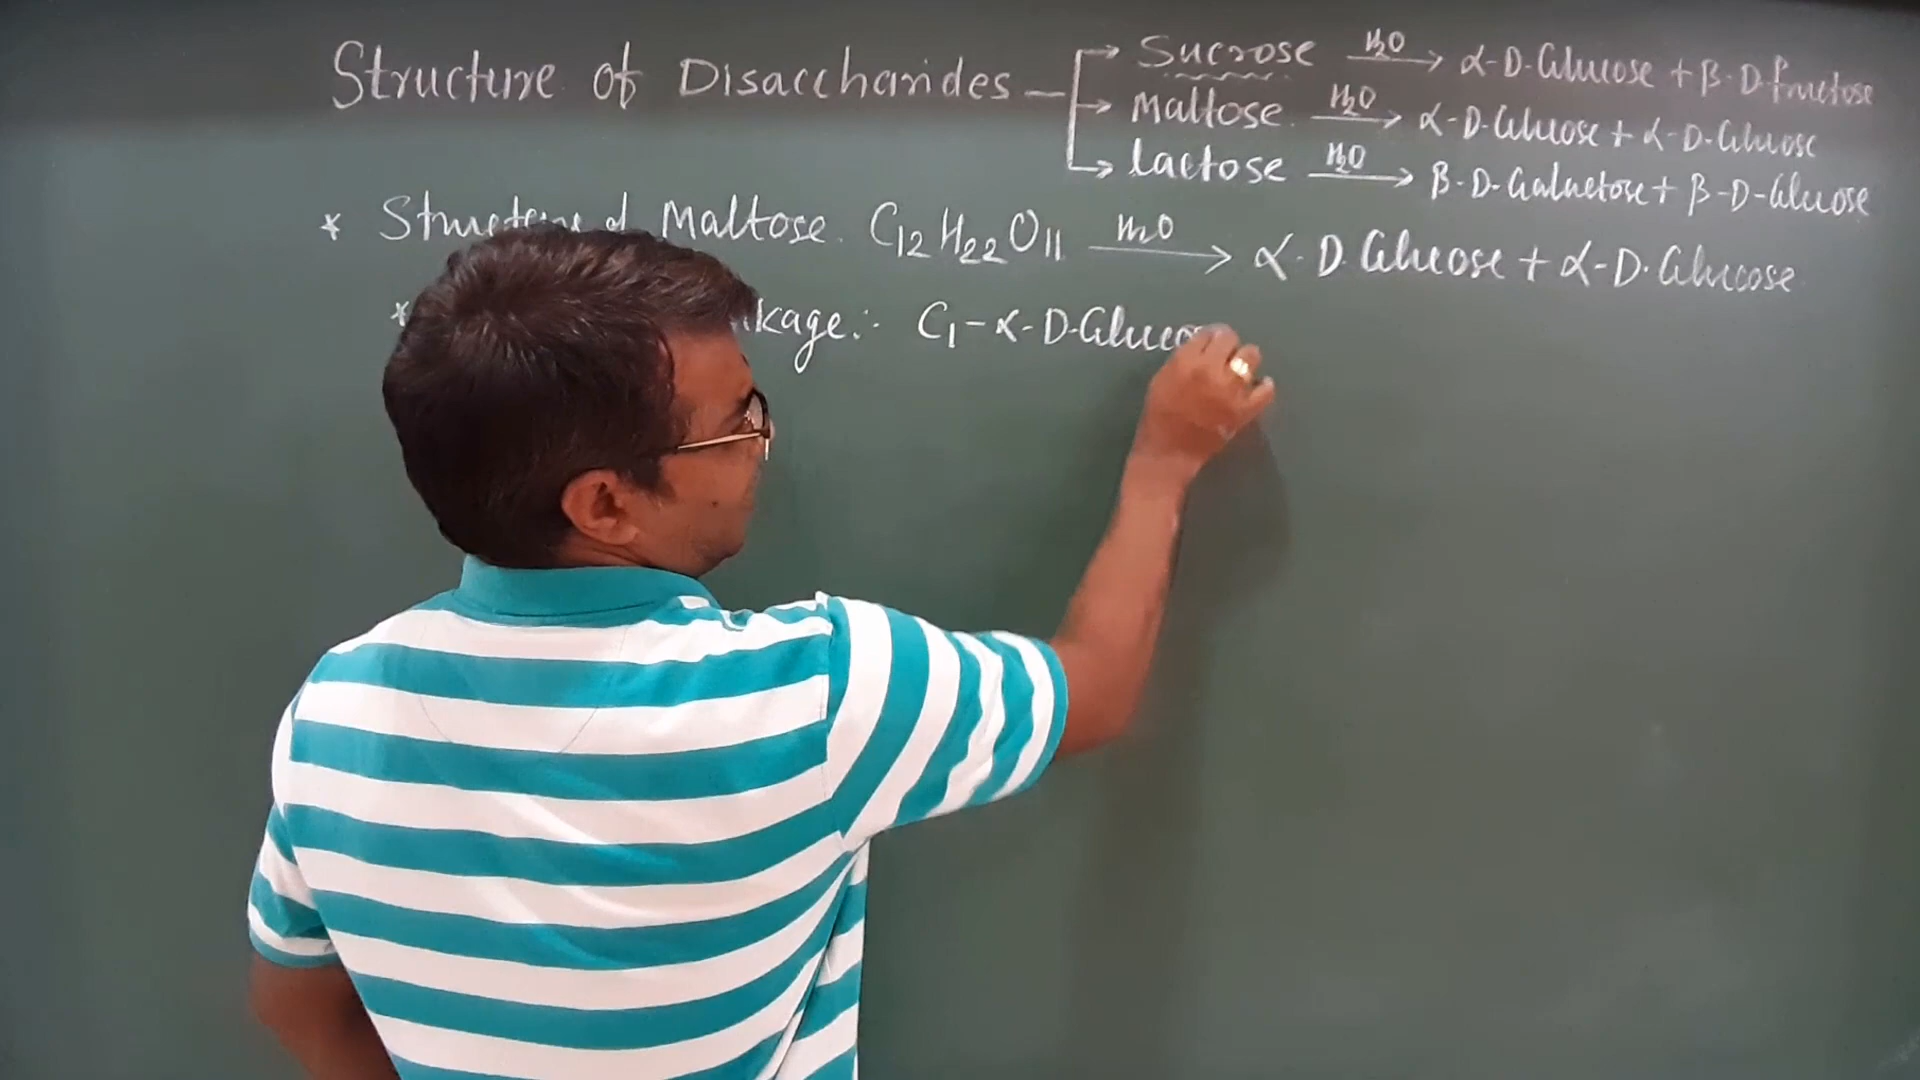 Structure of Disaccharides
→ Sucrose H₂O → α-D-Glucose + β-D-fructose
→ Maltose H₂O → α-D-Glucose + α-D-Glucose
→ lactose H₂O → β-D-Galactose + β-D-Glucose
* Structure of Maltose. C₁₂H₂₂O₁₁ H₂O → α-D Glucose + α-D-Glucose
* C₁-α-D-Gluco